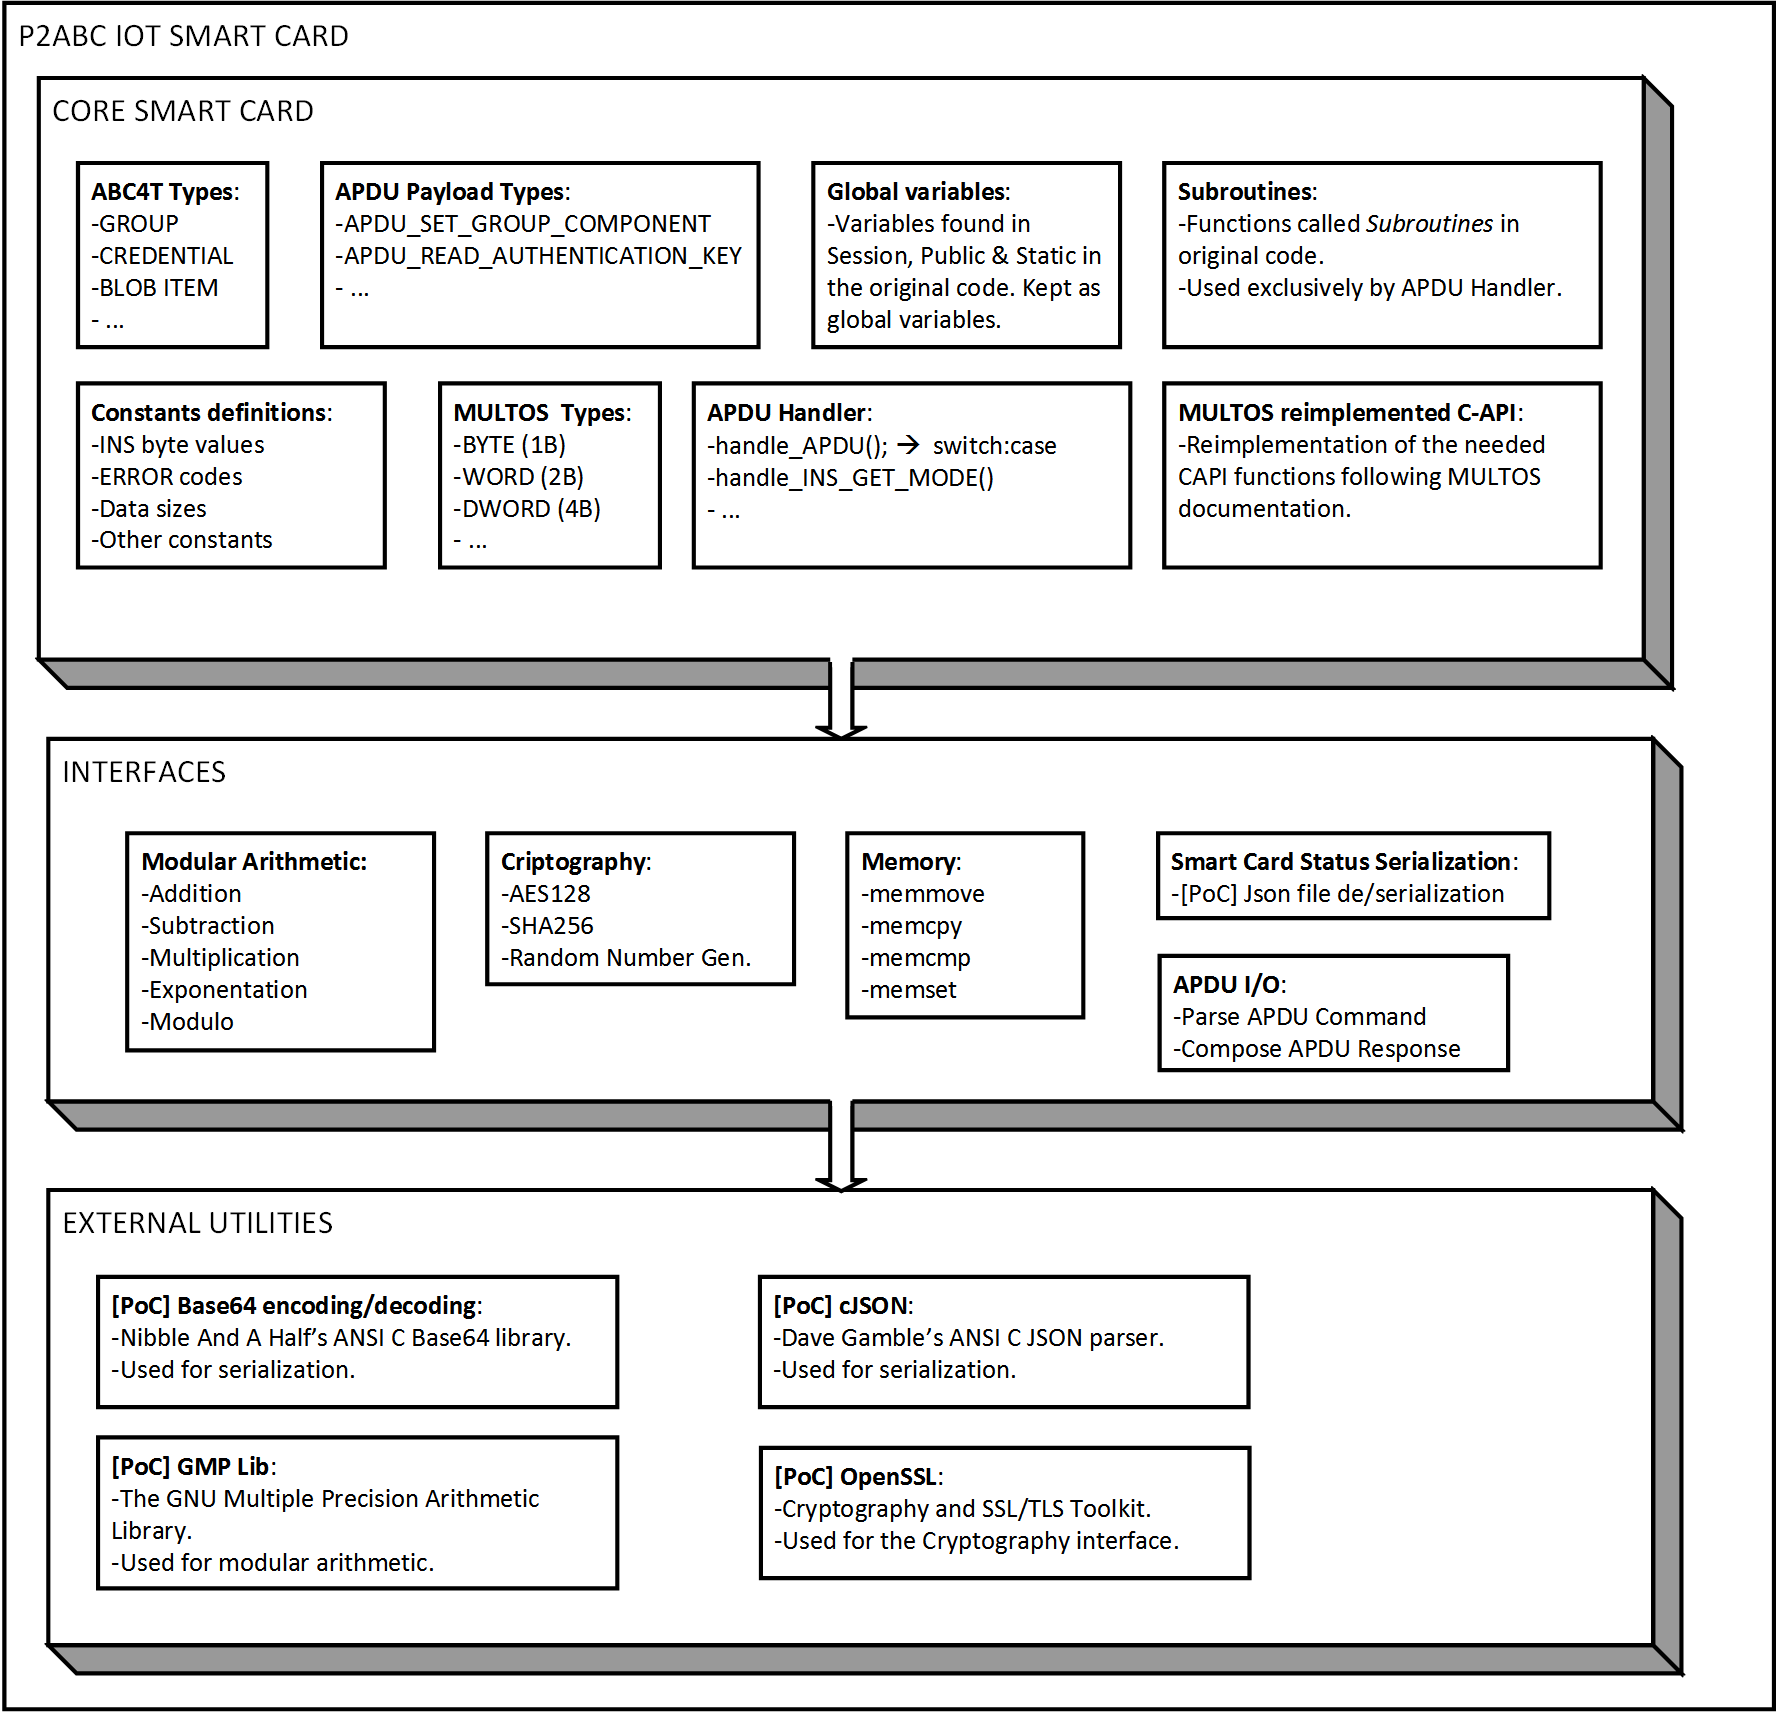 P2ABC IOT SMART CARD
CORE SMART CARD
ABC4T Types:
-GROUP
-CREDENTIAL
-BLOB ITEM
- ...
APDU Payload Types:
-APDU_SET_GROUP_COMPONENT
-APDU_READ_AUTHENTICATION_KEY
- ...
Global variables:
-Variables found in
Session, Public & Static in
the original code. Kept as
global variables.
Subroutines:
-Functions called Subroutines in
original code.
-Used exclusively by APDU Handler.
Constants definitions:
-INS byte values
-ERROR codes
-Data sizes
-Other constants
MULTOS  Types:
-BYTE (1B)
-WORD (2B)
-DWORD (4B)
- ...
APDU Handler:
-handle_APDU(); → switch:case
-handle_INS_GET_MODE()
- ...
MULTOS reimplemented C-API:
-Reimplementation of the needed
CAPI functions following MULTOS
documentation.
INTERFACES
Modular Arithmetic:
-Addition
-Subtraction
-Multiplication
-Exponentation
-Modulo
Criptography:
-AES128
-SHA256
-Random Number Gen.
Memory:
-memmove
-memcpy
-memcmp
-memset
Smart Card Status Serialization:
-[PoC] Json file de/serialization
APDU I/O:
-Parse APDU Command
-Compose APDU Response
EXTERNAL UTILITIES
[PoC] Base64 encoding/decoding:
-Nibble And A Half’s ANSI C Base64 library.
-Used for serialization.
[PoC] cJSON:
-Dave Gamble’s ANSI C JSON parser.
-Used for serialization.
[PoC] GMP Lib:
-The GNU Multiple Precision Arithmetic
Library.
-Used for modular arithmetic.
[PoC] OpenSSL:
-Cryptography and SSL/TLS Toolkit.
-Used for the Cryptography interface.